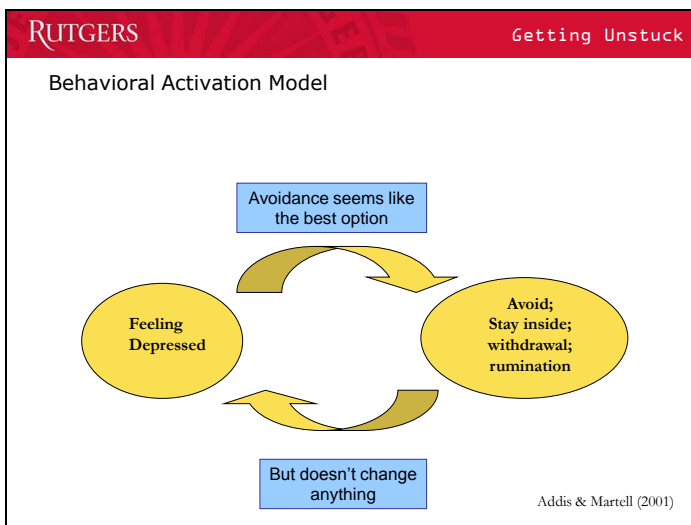 RUTGERS
Getting Unstuck
Behavioral Activation Model
Avoidance seems like
the best option
Feeling
Depressed
Avoid;
Stay inside;
withdrawal;
rumination
But doesn't change
anything
Addis & Martell (2001)